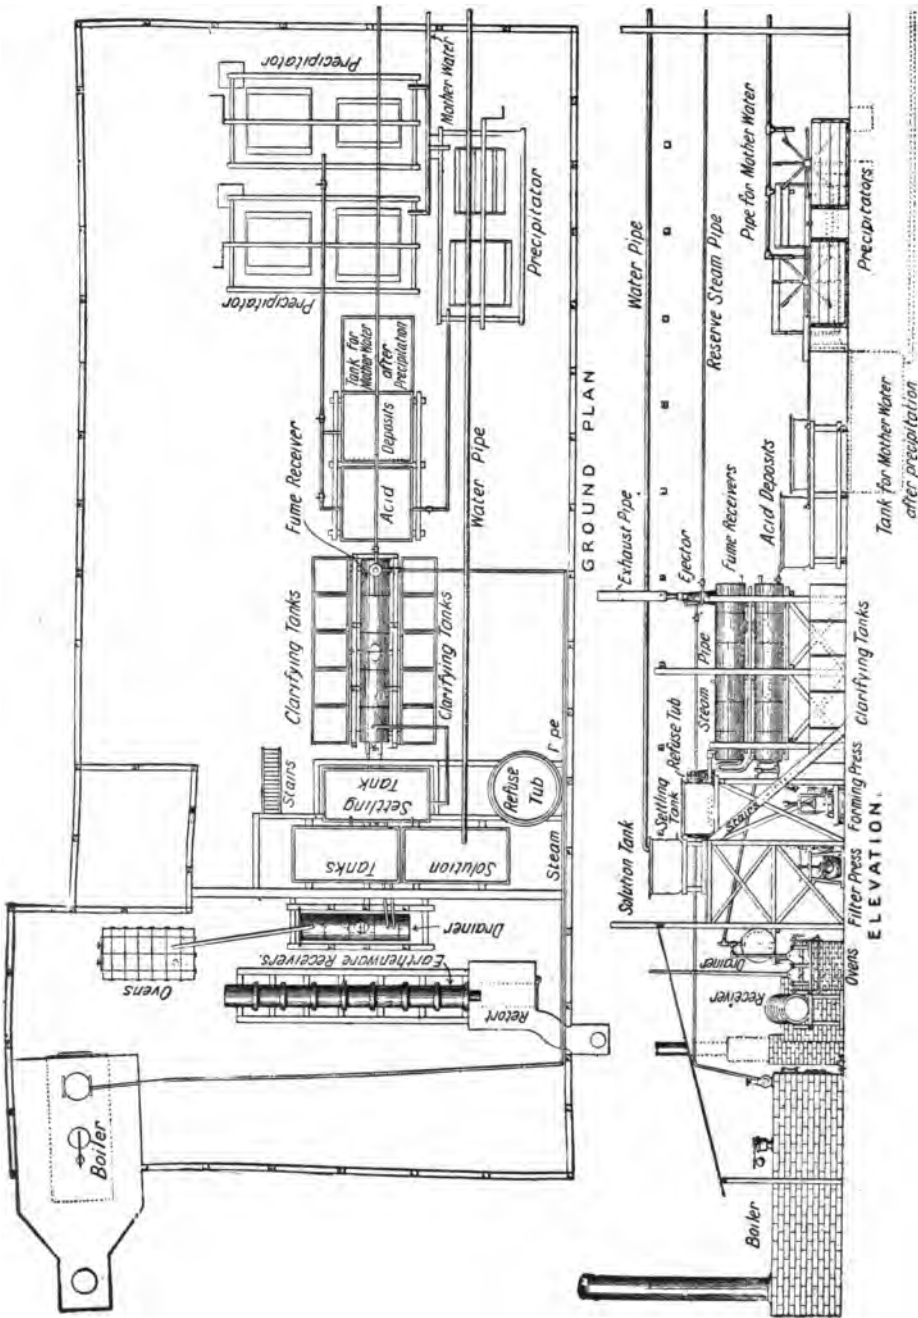 Boiler
Ovens
Retort
Earthenware Receivers.
Drainer
Tanks
Solution
Stairs
Settling
Tank
Refuse
Tub
Steam
Clarifying Tanks
Clarifying Tanks
Fume Receiver
Acid
Deposits
Tank for
Mother Water
after
Precipitation
Water Pipe
Precipitator
Precipitator
Precipitator
Mother Water
GROUND PLAN
Boiler
Receiver
Drainer
Ovens
Solution Tank
Settling
Tank
Refuse Tub
Stairs
Steam
Pipe
Filter Press
Forming Press
Clarifying Tanks
Exhaust Pipe
Ejector
Fume Receivers
Acid Deposits
Water Pipe
Reserve Steam Pipe
Pipe for Mother Water
Precipitators
Tank for Mother Water
after precipitation
ELEVATION.